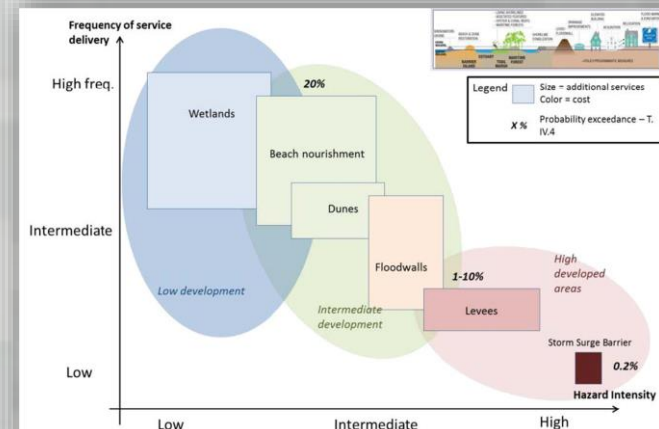 Frequency of service
delivery
High freq.
Intermediate
Low
Wetlands
20%
Beach nourishment
Dunes
Floodwalls
Low development
Intermediate
development
1-10%
Levees
High
developed
areas
Storm Surge Barrier
0.2%
Hazard Intensity
Low
Intermediate
High
Legend
Size = additional services
Color = cost
X %
Probability exceedance – T.
IV.4